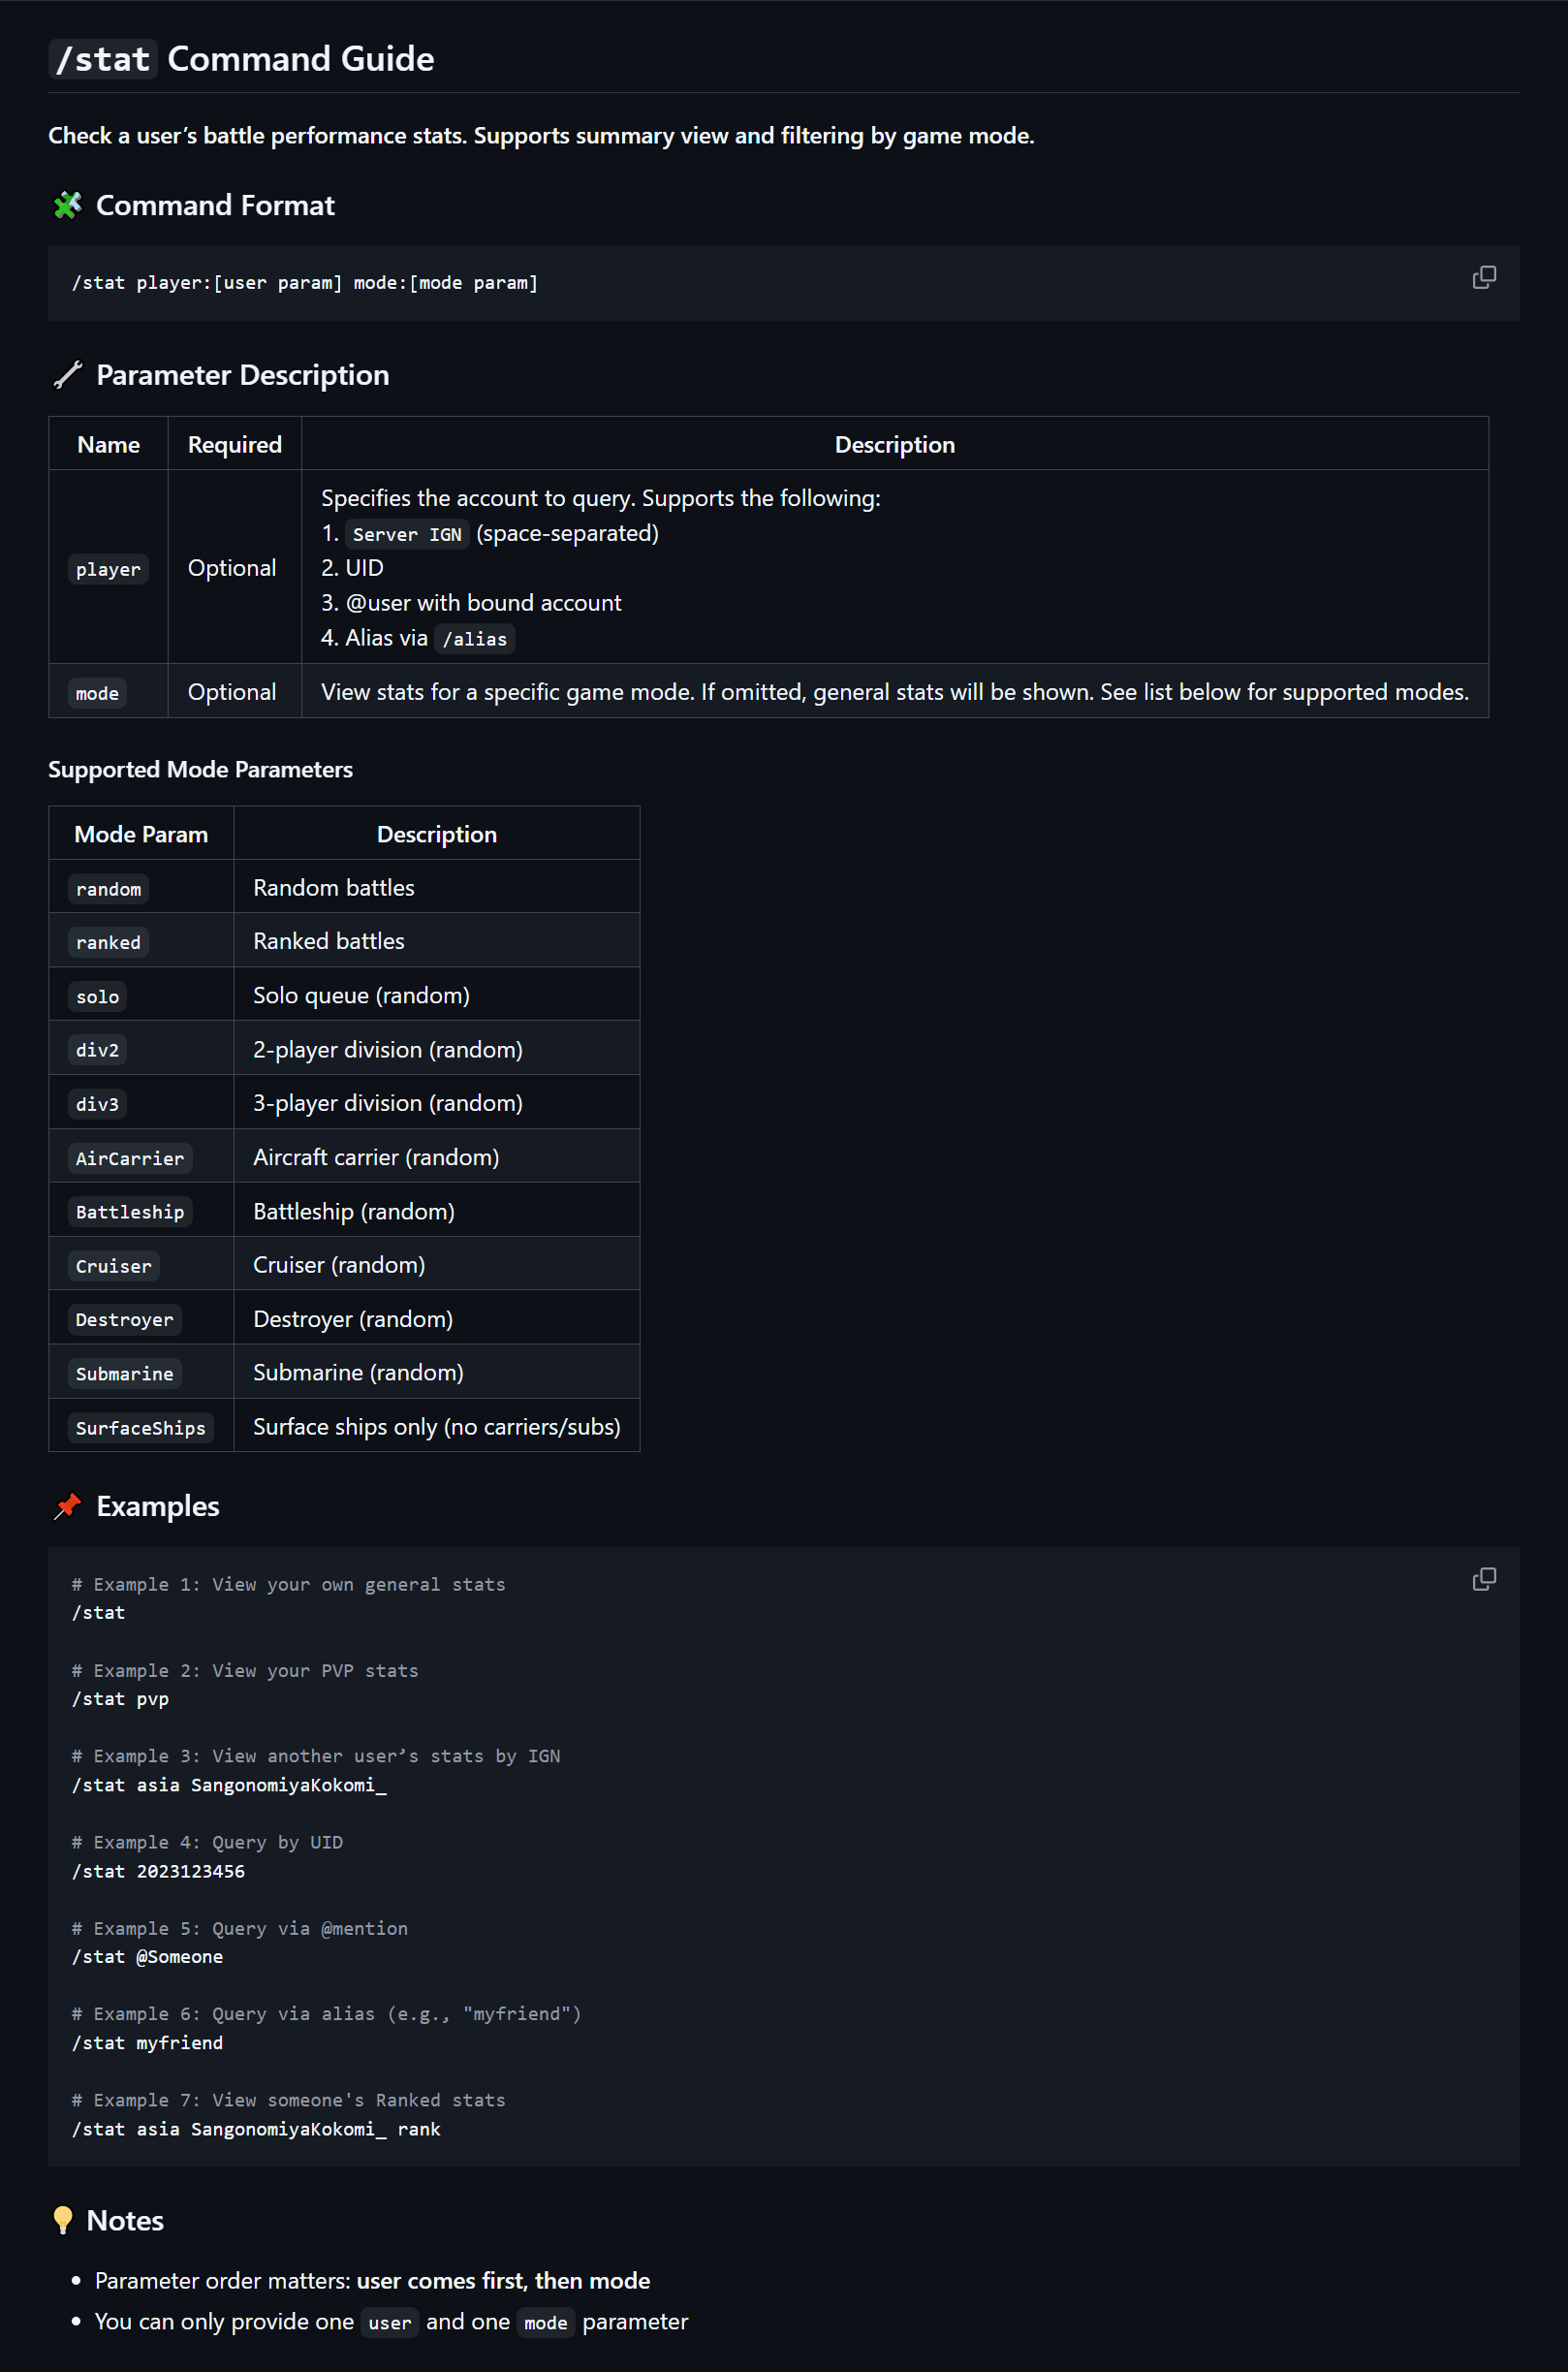 /stat Command Guide
Check a user’s battle performance stats. Supports summary view and filtering by game mode.
Command Format
/stat player:[user param] mode:[mode param]
Parameter Description
Name Required Description
player Optional Specifies the account to query. Supports the following:
1. Server IGN (space-separated)
2. UID
3. @user with bound account
4. Alias via /alias
mode Optional View stats for a specific game mode. If omitted, general stats will be shown. See list below for supported modes.
Supported Mode Parameters
Mode Param Description
random Random battles
ranked Ranked battles
solo Solo queue (random)
div2 2-player division (random)
div3 3-player division (random)
AirCarrier Aircraft carrier (random)
Battleship Battleship (random)
Cruiser Cruiser (random)
Destroyer Destroyer (random)
Submarine Submarine (random)
SurfaceShips Surface ships only (no carriers/subs)
Examples
# Example 1: View your own general stats
/stat
# Example 2: View your PVP stats
/stat pvp
# Example 3: View another user’s stats by IGN
/stat asia SangonomiyaKokomi_
# Example 4: Query by UID
/stat 2023123456
# Example 5: Query via @mention
/stat @Someone
# Example 6: Query via alias (e.g., "myfriend")
/stat myfriend
# Example 7: View someone's Ranked stats
/stat asia SangonomiyaKokomi_ rank
Notes
• Parameter order matters: user comes first, then mode
• You can only provide one user and one mode parameter